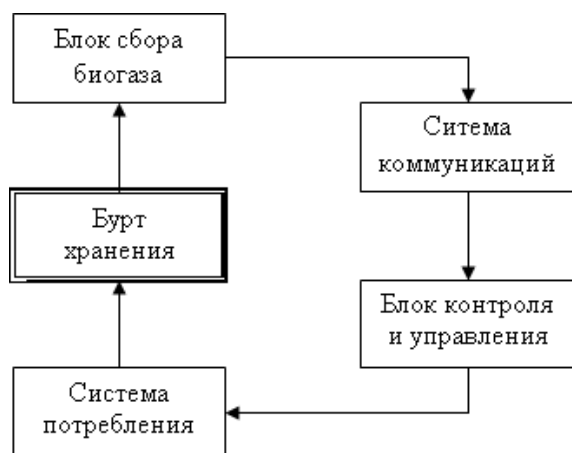 Блок сбора
биогаза
Ситема
коммуникаций
Бурт
хранения
Блок контроля
и управления
Система
потребления